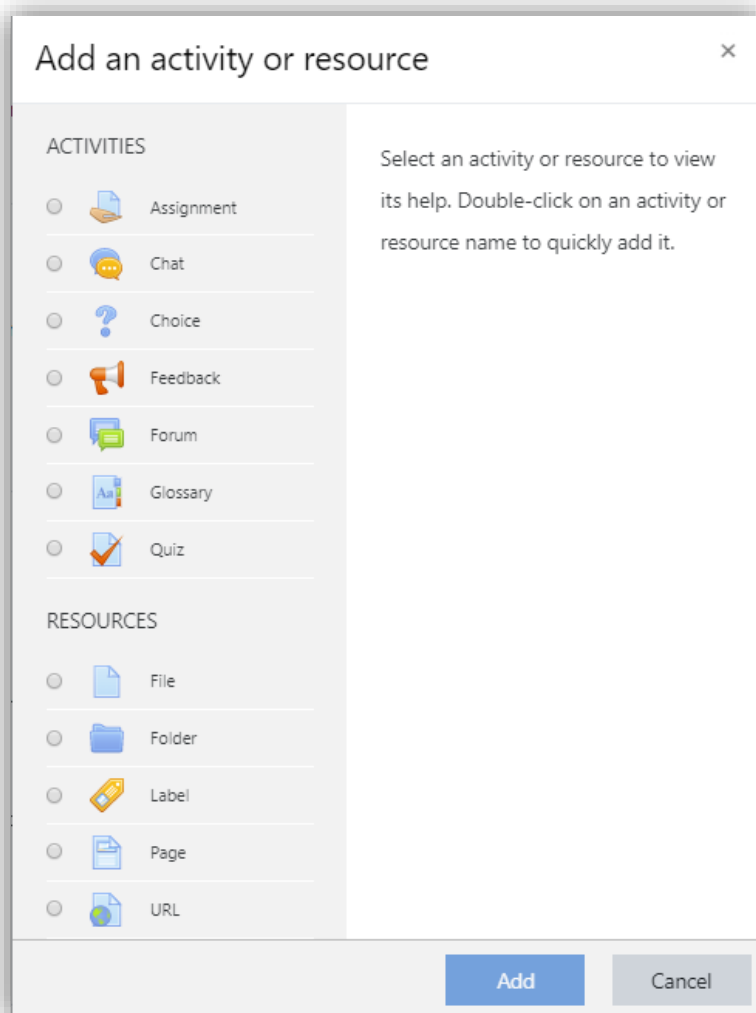 Add an activity or resource ×
ACTIVITIES
Assignment
Chat
Choice
Feedback
Forum
Aa
Glossary
Quiz
RESOURCES
File
Folder
Label
Page
URL
Select an activity or resource to view
its help. Double-click on an activity or
resource name to quickly add it.
Add
Cancel